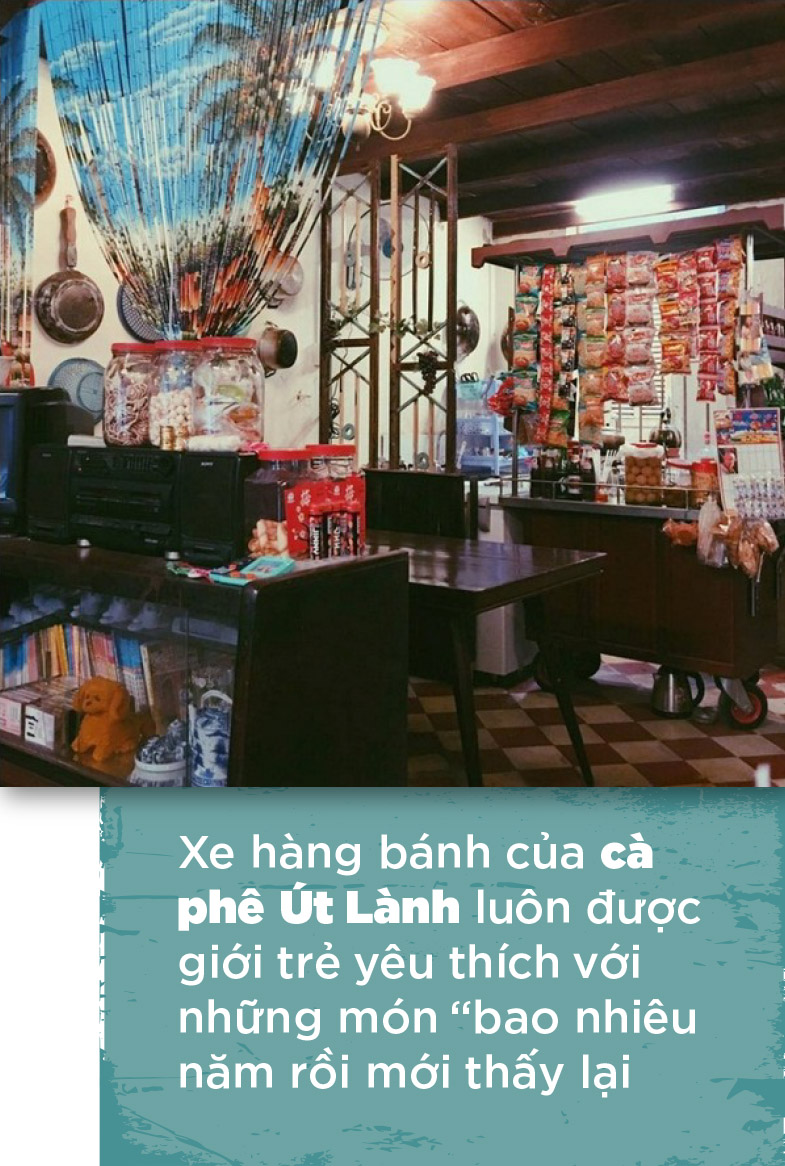 SONY
Xe hàng bánh của cà
phê Út Lành luôn được
giới trẻ yêu thích với
những món “bao nhiêu
năm rồi mới thấy lại